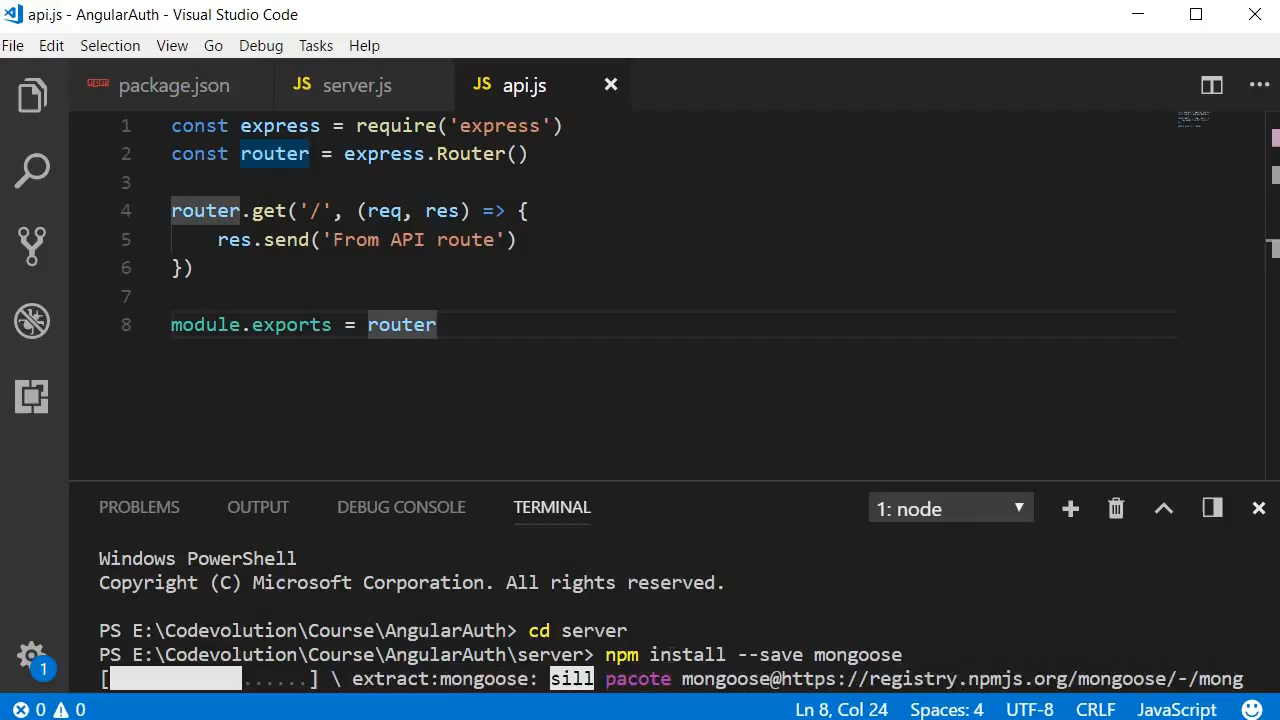 api.js - AngularAuth - Visual Studio Code
File Edit Selection View Go Debug Tasks Help
npm package.json JS server.js JS api.js
1 const express = require('express')
2 const router = express.Router()
3
4 router.get('/', (req, res) => {
5 res.send('From API route')
6 })
7
8 module.exports = router
PROBLEMS OUTPUT DEBUG CONSOLE TERMINAL 1: node
Windows PowerShell
Copyright (C) Microsoft Corporation. All rights reserved.
PS E:\Codevolution\Course\AngularAuth> cd server
PS E:\Codevolution\Course\AngularAuth\server> npm install --save mongoose
[ ......] \ extract:mongoose: sill pacote mongoose@https://registry.npmjs.org/mongoose/-/mong
1
0 0 Ln 8, Col 24 Spaces: 4 UTF-8 CRLF JavaScript